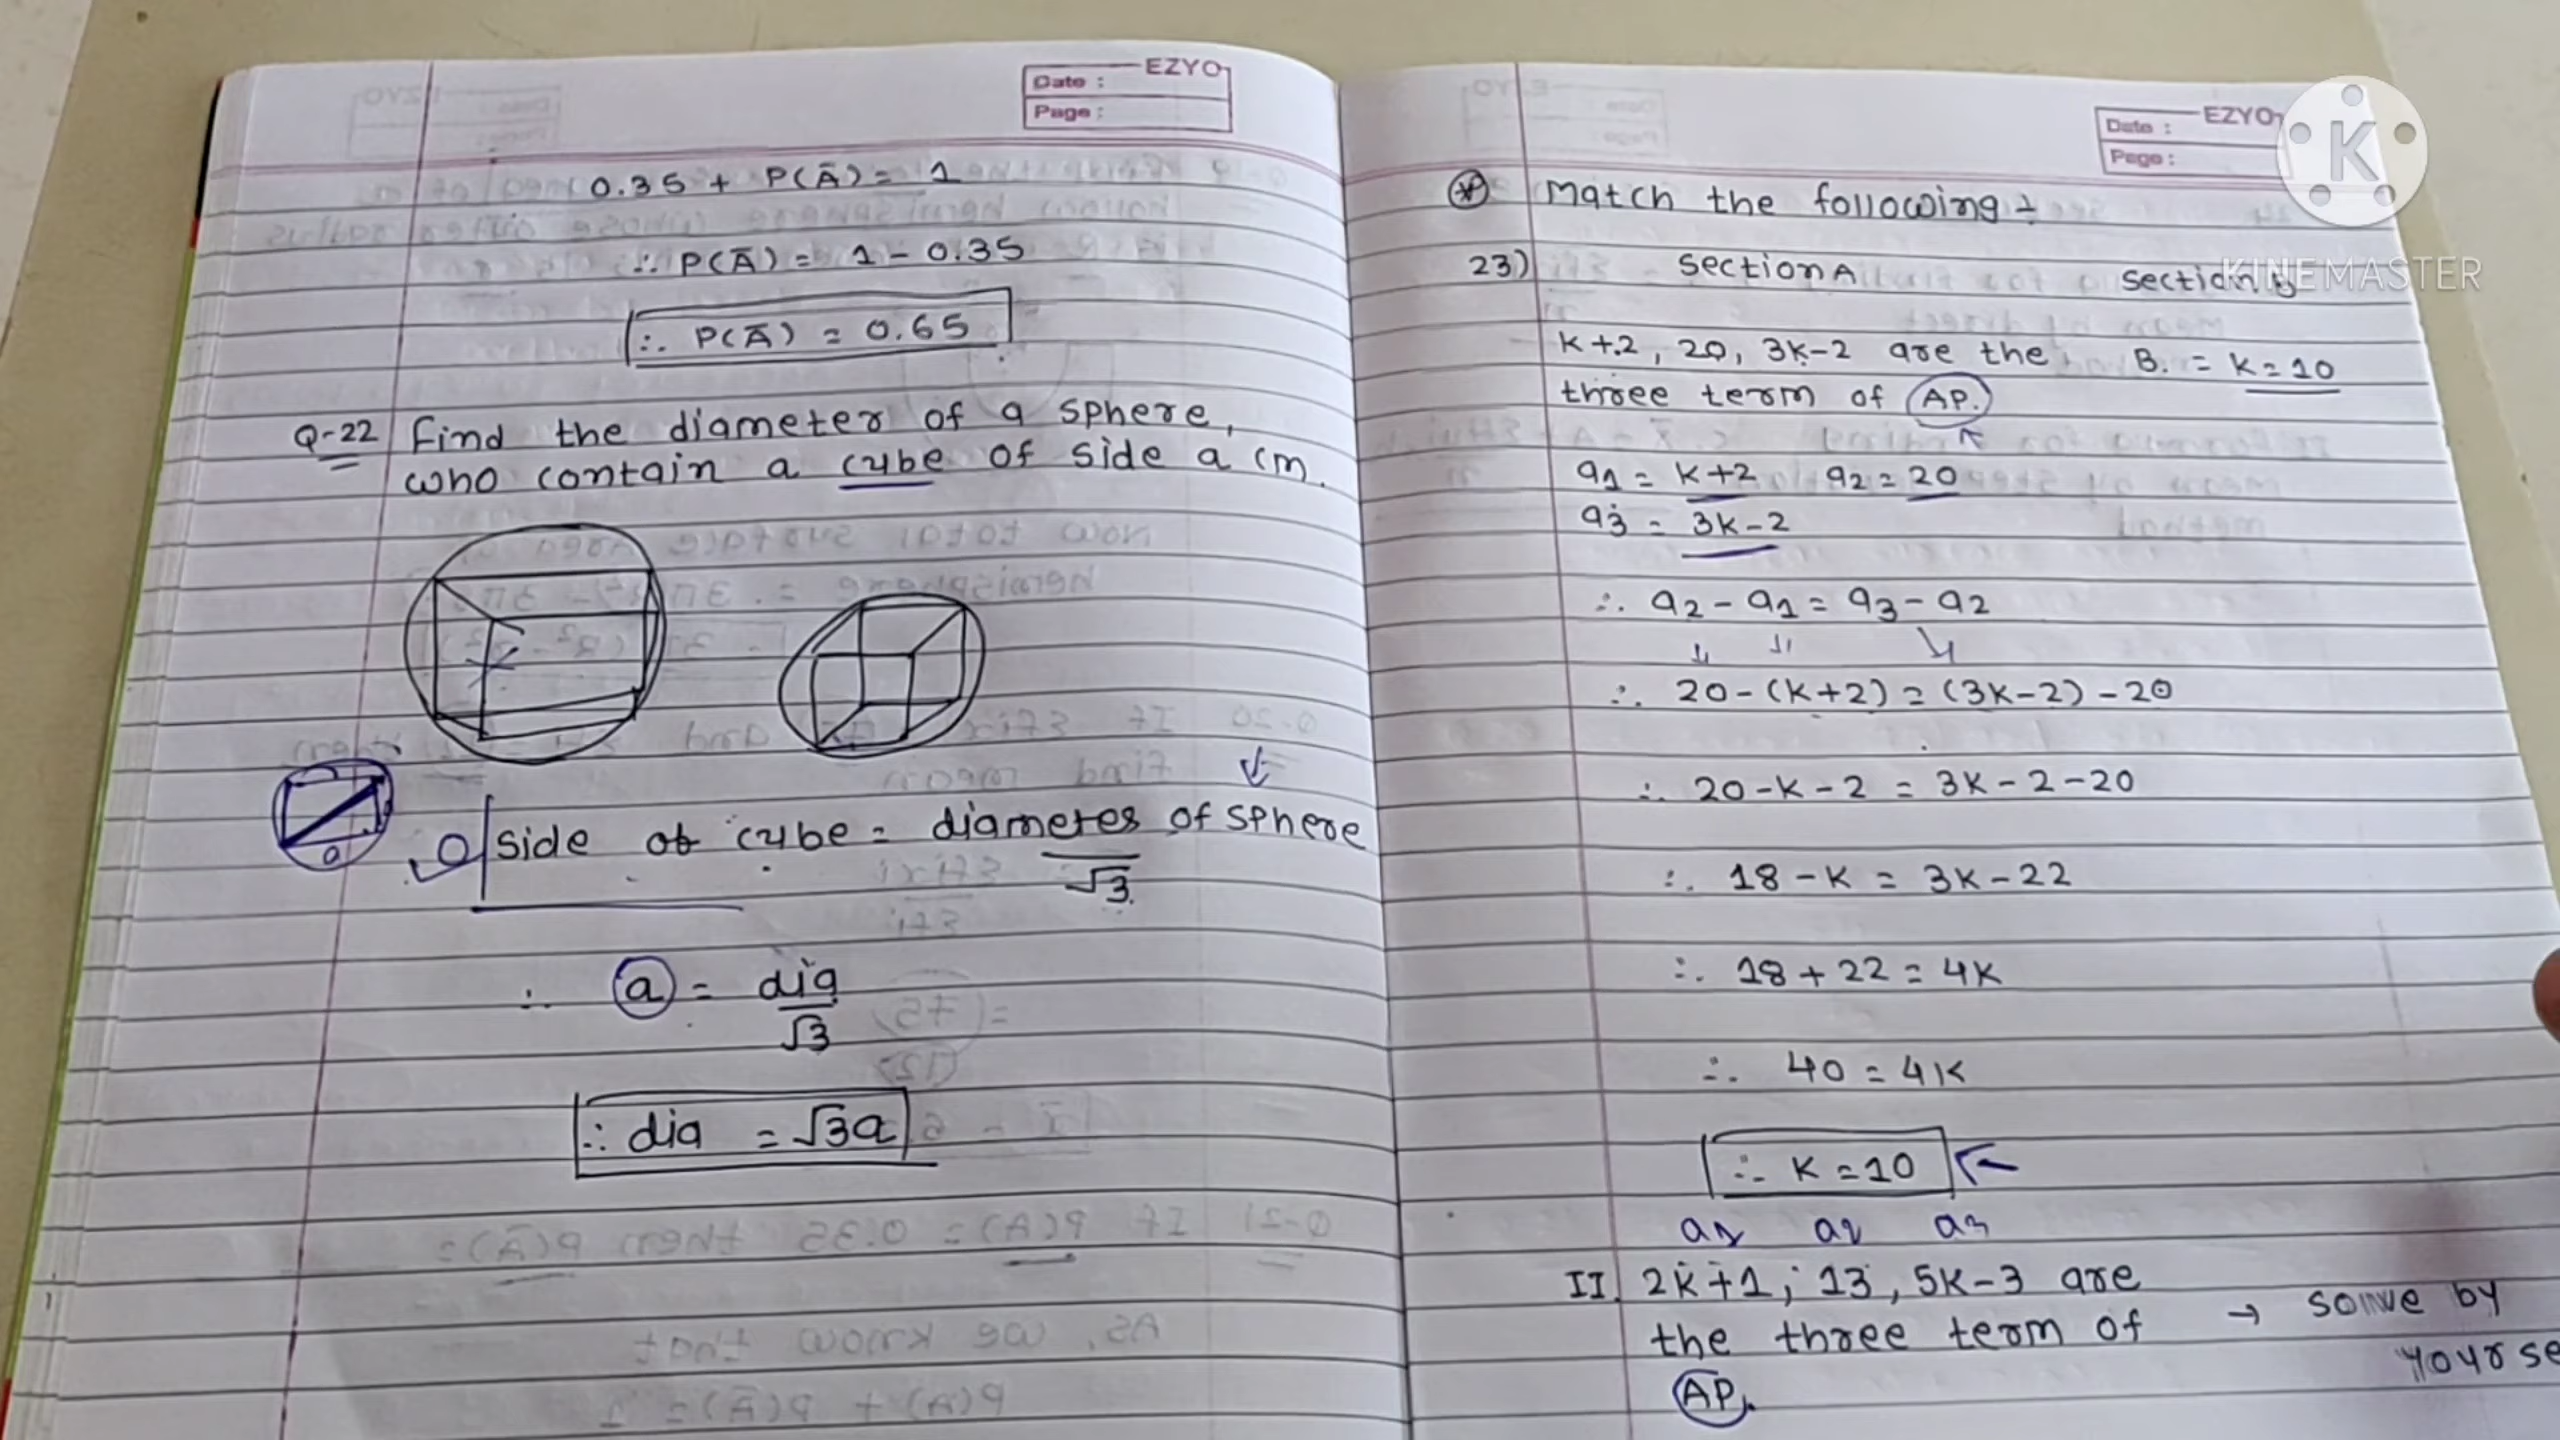 EZYO
Date :
Page :
0.35 + P(Ā) = 1
∴ P(Ā) = 1 - 0.35
∴ P(Ā) = 0.65
Q-22 Find the diameter of a sphere,
who contain a cube of side a cm.
a
side of cube = diameter of sphere
√3
∴ a = dia
√3
∴ dia = √3a
EZYO
Date :
Page :
K
KINEMASTER
Match the following ÷
23) Section A Section B
k+2, 20, 3k-2 are the B. = k=10
three term of AP.
a1 = k+2 a2 = 20
a3 = 3k-2
∴ a2 - a1 = a3 - a2
∴ 20-(k+2) = (3k-2)-20
∴ 20-k-2 = 3k-2-20
∴ 18-k = 3k-22
∴ 18+22 = 4k
∴ 40 = 4k
∴ k=10
a1 a2 a3
II. 2k+1, 13, 5k-3 are
the three term of → solve by
AP.